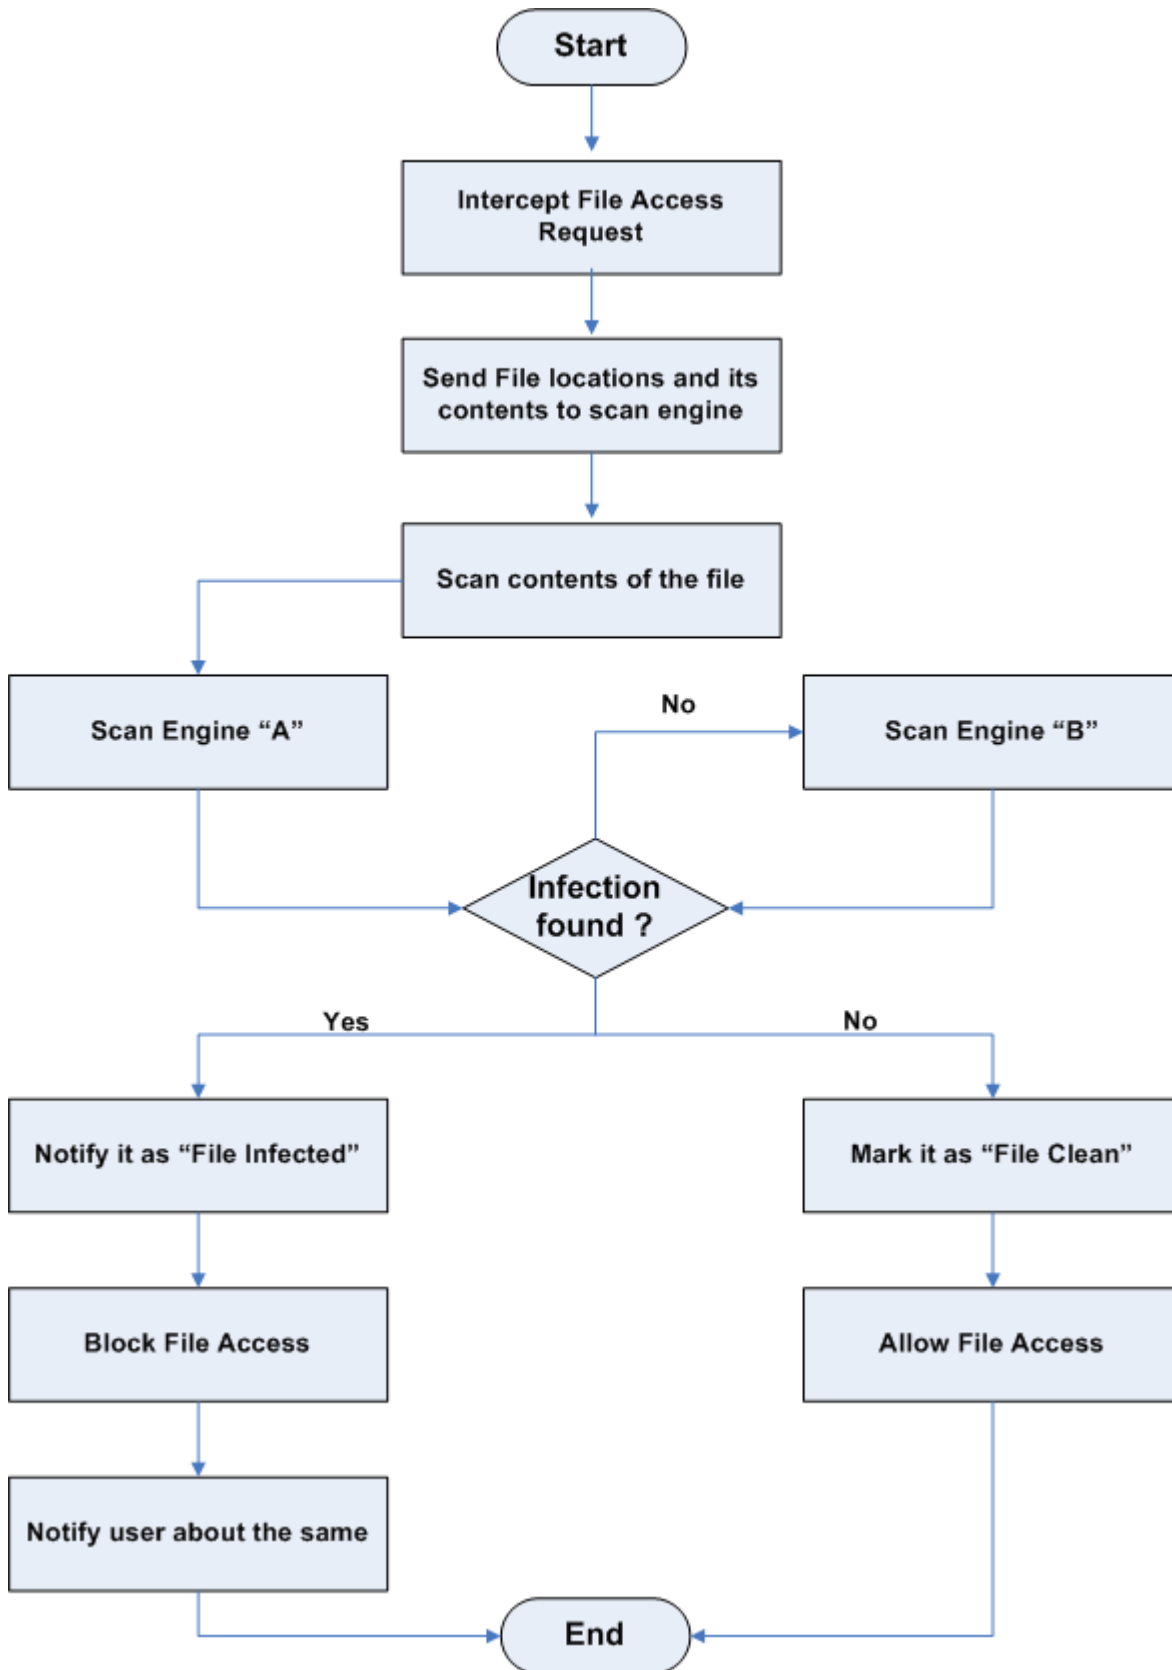 Start
Intercept File Access
Request
Send File locations and its
contents to scan engine
Scan contents of the file
Scan Engine “A”
No
Scan Engine “B”
Infection
found ?
Yes
No
Notify it as “File Infected”
Mark it as “File Clean”
Block File Access
Allow File Access
Notify user about the same
End